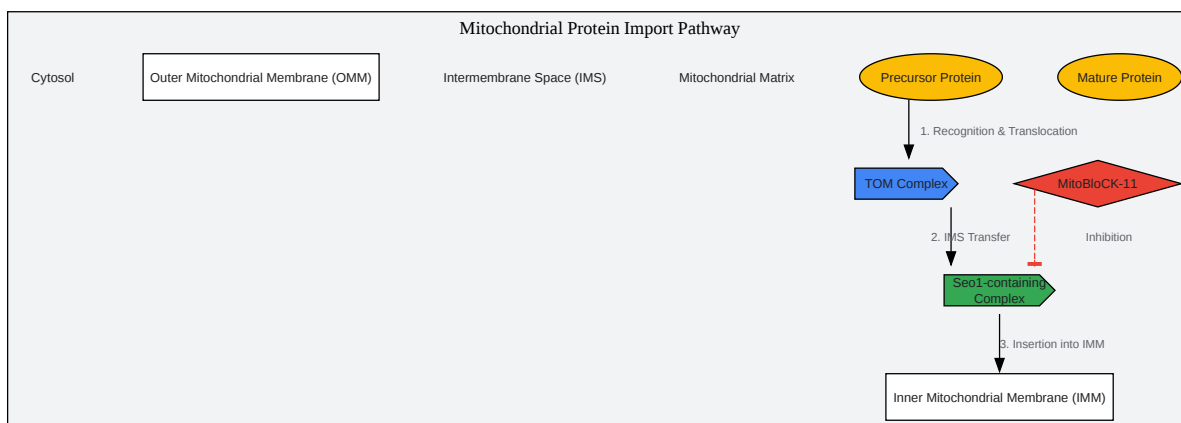 Mitochondrial Protein Import Pathway
Cytosol
Outer Mitochondrial Membrane (OMM)
Intermembrane Space (IMS)
Mitochondrial Matrix
Precursor Protein
Mature Protein
1. Recognition & Translocation
TOM Complex
MitoBloCK-11
2. IMS Transfer
Inhibition
Seo1-containing
Complex
3. Insertion into IMM
Inner Mitochondrial Membrane (IMM)